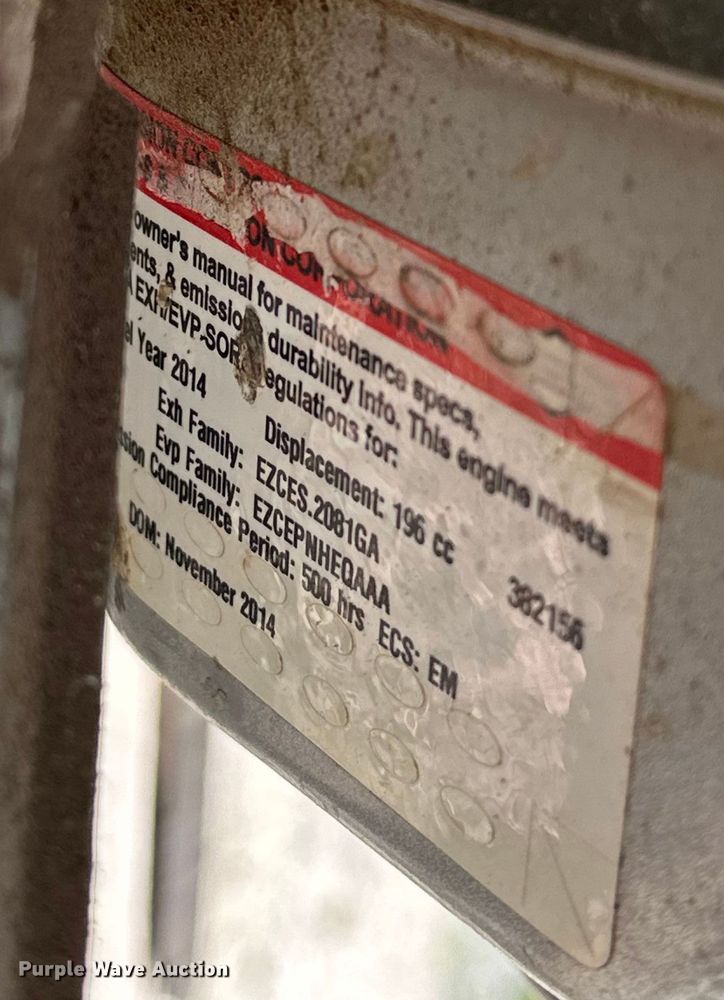 owner's manual for maintenance specs,
& emission durability info. This engine meets
EXH/EVP-SORE regulations for:
Year 2014 Displacement: 196 cc 382156
Exh Family: EZCES.2081GA
Evp Family: EZCEPNHEQAAA
Compliance Period: 500 hrs ECS: EM
DOM: November 2014
Purple Wave Auction